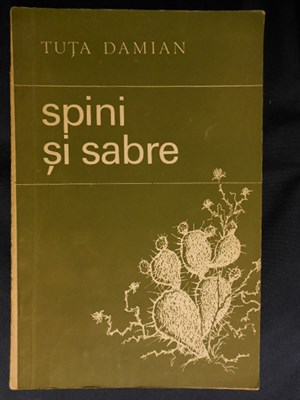 TUȚA DAMIAN
spini
și sabre